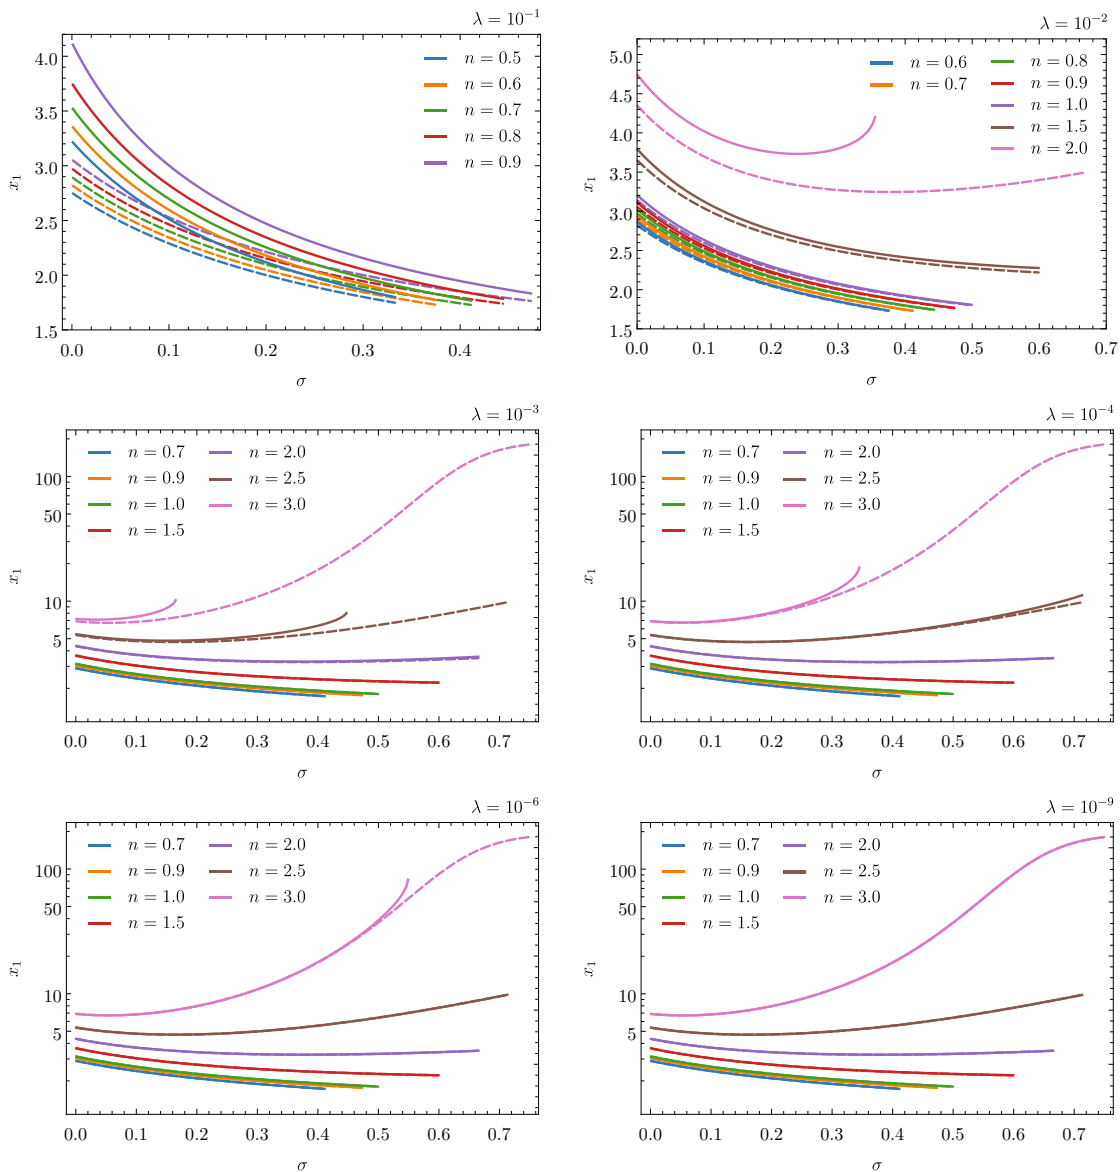 λ = 10⁻¹
4.0
3.5
3.0
2.5
2.0
1.5
x₁
n = 0.5
n = 0.6
n = 0.7
n = 0.8
n = 0.9
0.0 0.1 0.2 0.3 0.4
σ
λ = 10⁻²
5.0
4.5
4.0
3.5
3.0
2.5
2.0
1.5
x₁
n = 0.6
n = 0.7
n = 0.8
n = 0.9
n = 1.0
n = 1.5
n = 2.0
0.0 0.1 0.2 0.3 0.4 0.5 0.6 0.7
σ
λ = 10⁻³
100
50
10
5
x₁
n = 0.7
n = 0.9
n = 1.0
n = 1.5
n = 2.0
n = 2.5
n = 3.0
0.0 0.1 0.2 0.3 0.4 0.5 0.6 0.7
σ
λ = 10⁻⁴
100
50
10
5
x₁
n = 0.7
n = 0.9
n = 1.0
n = 1.5
n = 2.0
n = 2.5
n = 3.0
0.0 0.1 0.2 0.3 0.4 0.5 0.6 0.7
σ
λ = 10⁻⁶
100
50
10
5
x₁
n = 0.7
n = 0.9
n = 1.0
n = 1.5
n = 2.0
n = 2.5
n = 3.0
0.0 0.1 0.2 0.3 0.4 0.5 0.6 0.7
σ
λ = 10⁻⁹
100
50
10
5
x₁
n = 0.7
n = 0.9
n = 1.0
n = 1.5
n = 2.0
n = 2.5
n = 3.0
0.0 0.1 0.2 0.3 0.4 0.5 0.6 0.7
σ